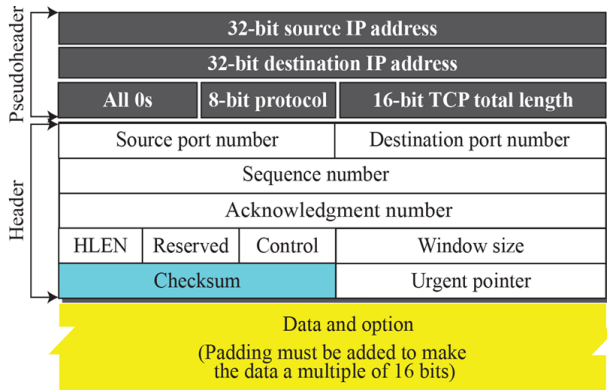 Pseudoheader
32-bit source IP address
32-bit destination IP address
All 0s 8-bit protocol 16-bit TCP total length
Header
Source port number Destination port number
Sequence number
Acknowledgment number
HLEN Reserved Control Window size
Checksum Urgent pointer
Data and option
(Padding must be added to make
the data a multiple of 16 bits)